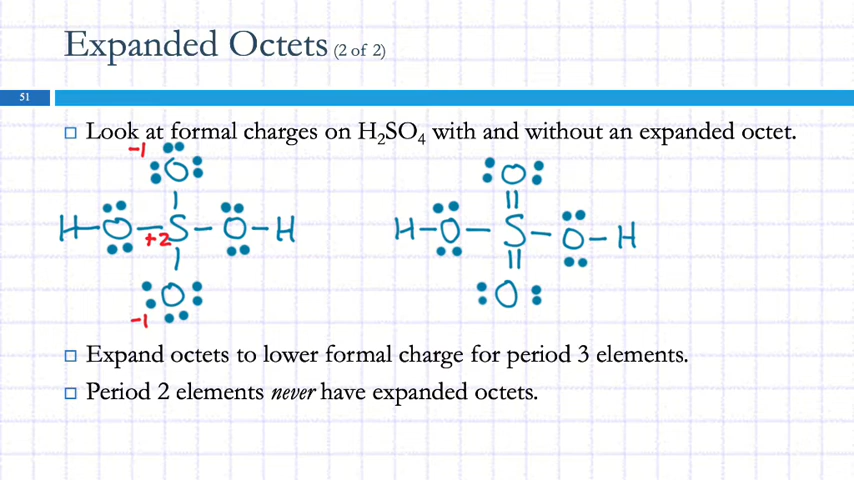 Expanded Octets (2 of 2)
51
□ Look at formal charges on H₂SO₄ with and without an expanded octet.
-1
O
O
H-O-S-O-H
+2
H-O-S-O-H
O
O
-1
□ Expand octets to lower formal charge for period 3 elements.
□ Period 2 elements never have expanded octets.